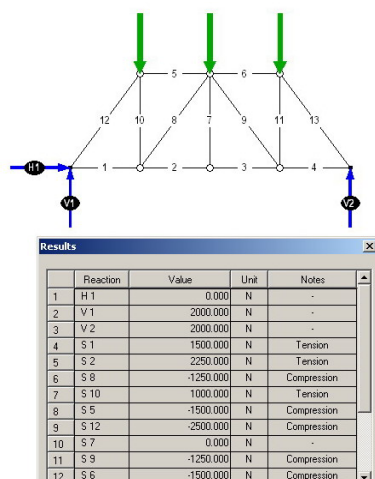 5 6
12 10 8 7 9 11 13
H1 1 2 3 4
V1 V2
Results
Reaction Value Unit Notes
1 H 1 0.000 N -
2 V 1 2000.000 N -
3 V 2 2000.000 N -
4 S 1 1500.000 N Tension
5 S 2 2250.000 N Tension
6 S 8 -1250.000 N Compression
7 S 10 1000.000 N Tension
8 S 5 -1500.000 N Compression
9 S 12 -2500.000 N Compression
10 S 7 0.000 N -
11 S 9 -1250.000 N Compression
12 S 6 -1500.000 N Compression